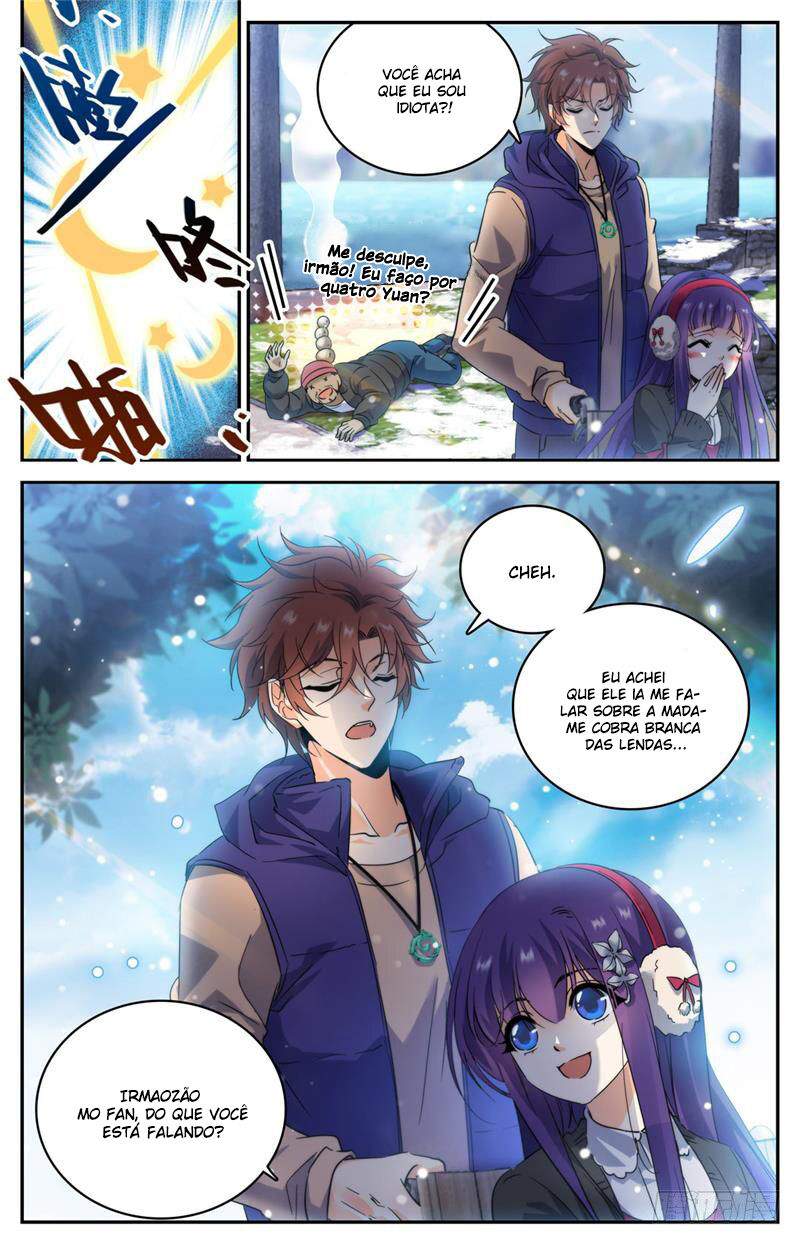 VOCÊ ACHA
QUE EU SOU
IDIOTA?!
Me desculpe,
irmão! Eu faço por
quatro Yuan?
CHEH.
EU ACHEI
QUE ELE IA ME FA-
LAR SOBRE A MADA-
ME COBRA BRANCA
DAS LENDAS...
IRMAOZÃO
MO FAN, DO QUE VOCÊ
ESTÁ FALANDO?